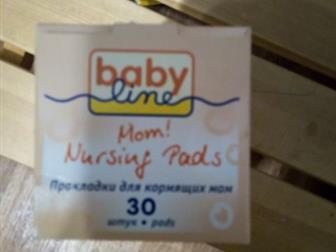 baby
line
Mom!
Nursing Pads
Прокладки для кормящих мам
30
штук • pads